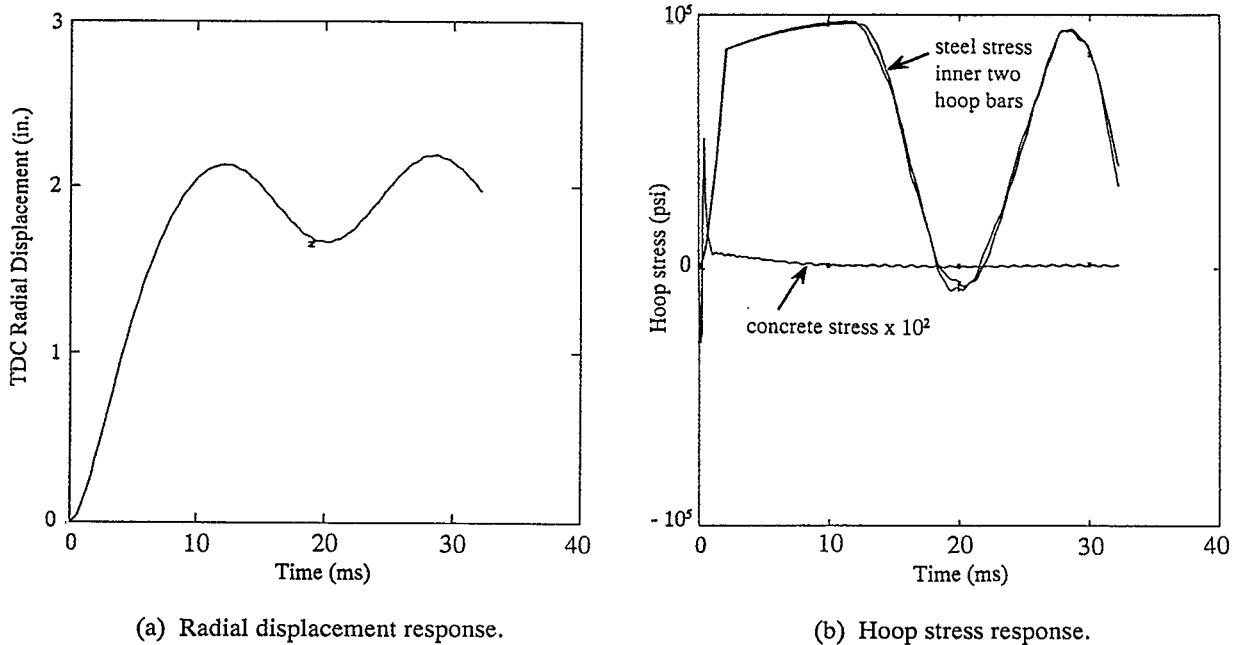 3
2
1
0
TDC Radial Displacement (in.)
0
10
20
30
40
Time (ms)
(a) Radial displacement response.
10⁵
0
- 10⁵
Hoop stress (psi)
steel stress
inner two
hoop bars
concrete stress x 10²
0
10
20
30
40
Time (ms)
(b) Hoop stress response.